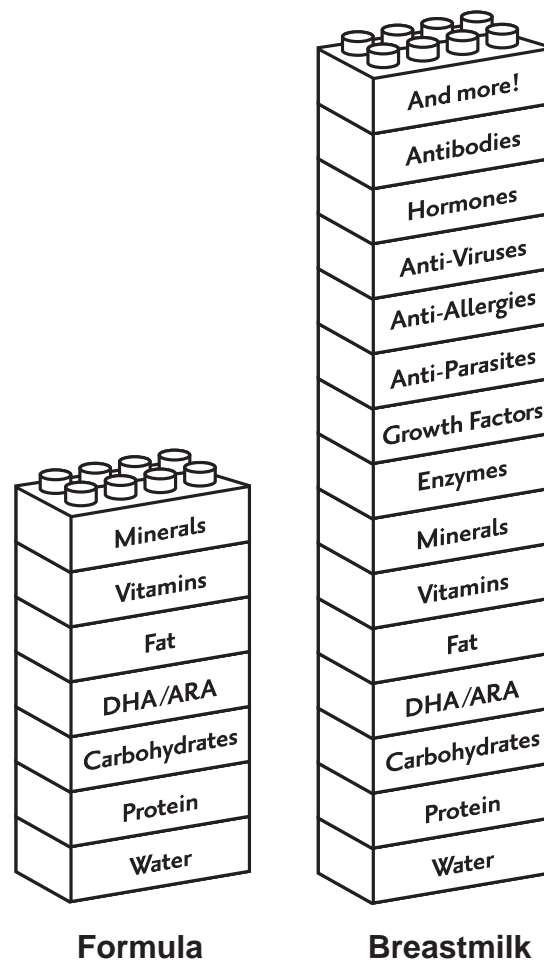 Minerals
Vitamins
Fat
DHA/ARA
Carbohydrates
Protein
Water
Formula
And more!
Antibodies
Hormones
Anti-Viruses
Anti-Allergies
Anti-Parasites
Growth Factors
Enzymes
Minerals
Vitamins
Fat
DHA/ARA
Carbohydrates
Protein
Water
Breastmilk